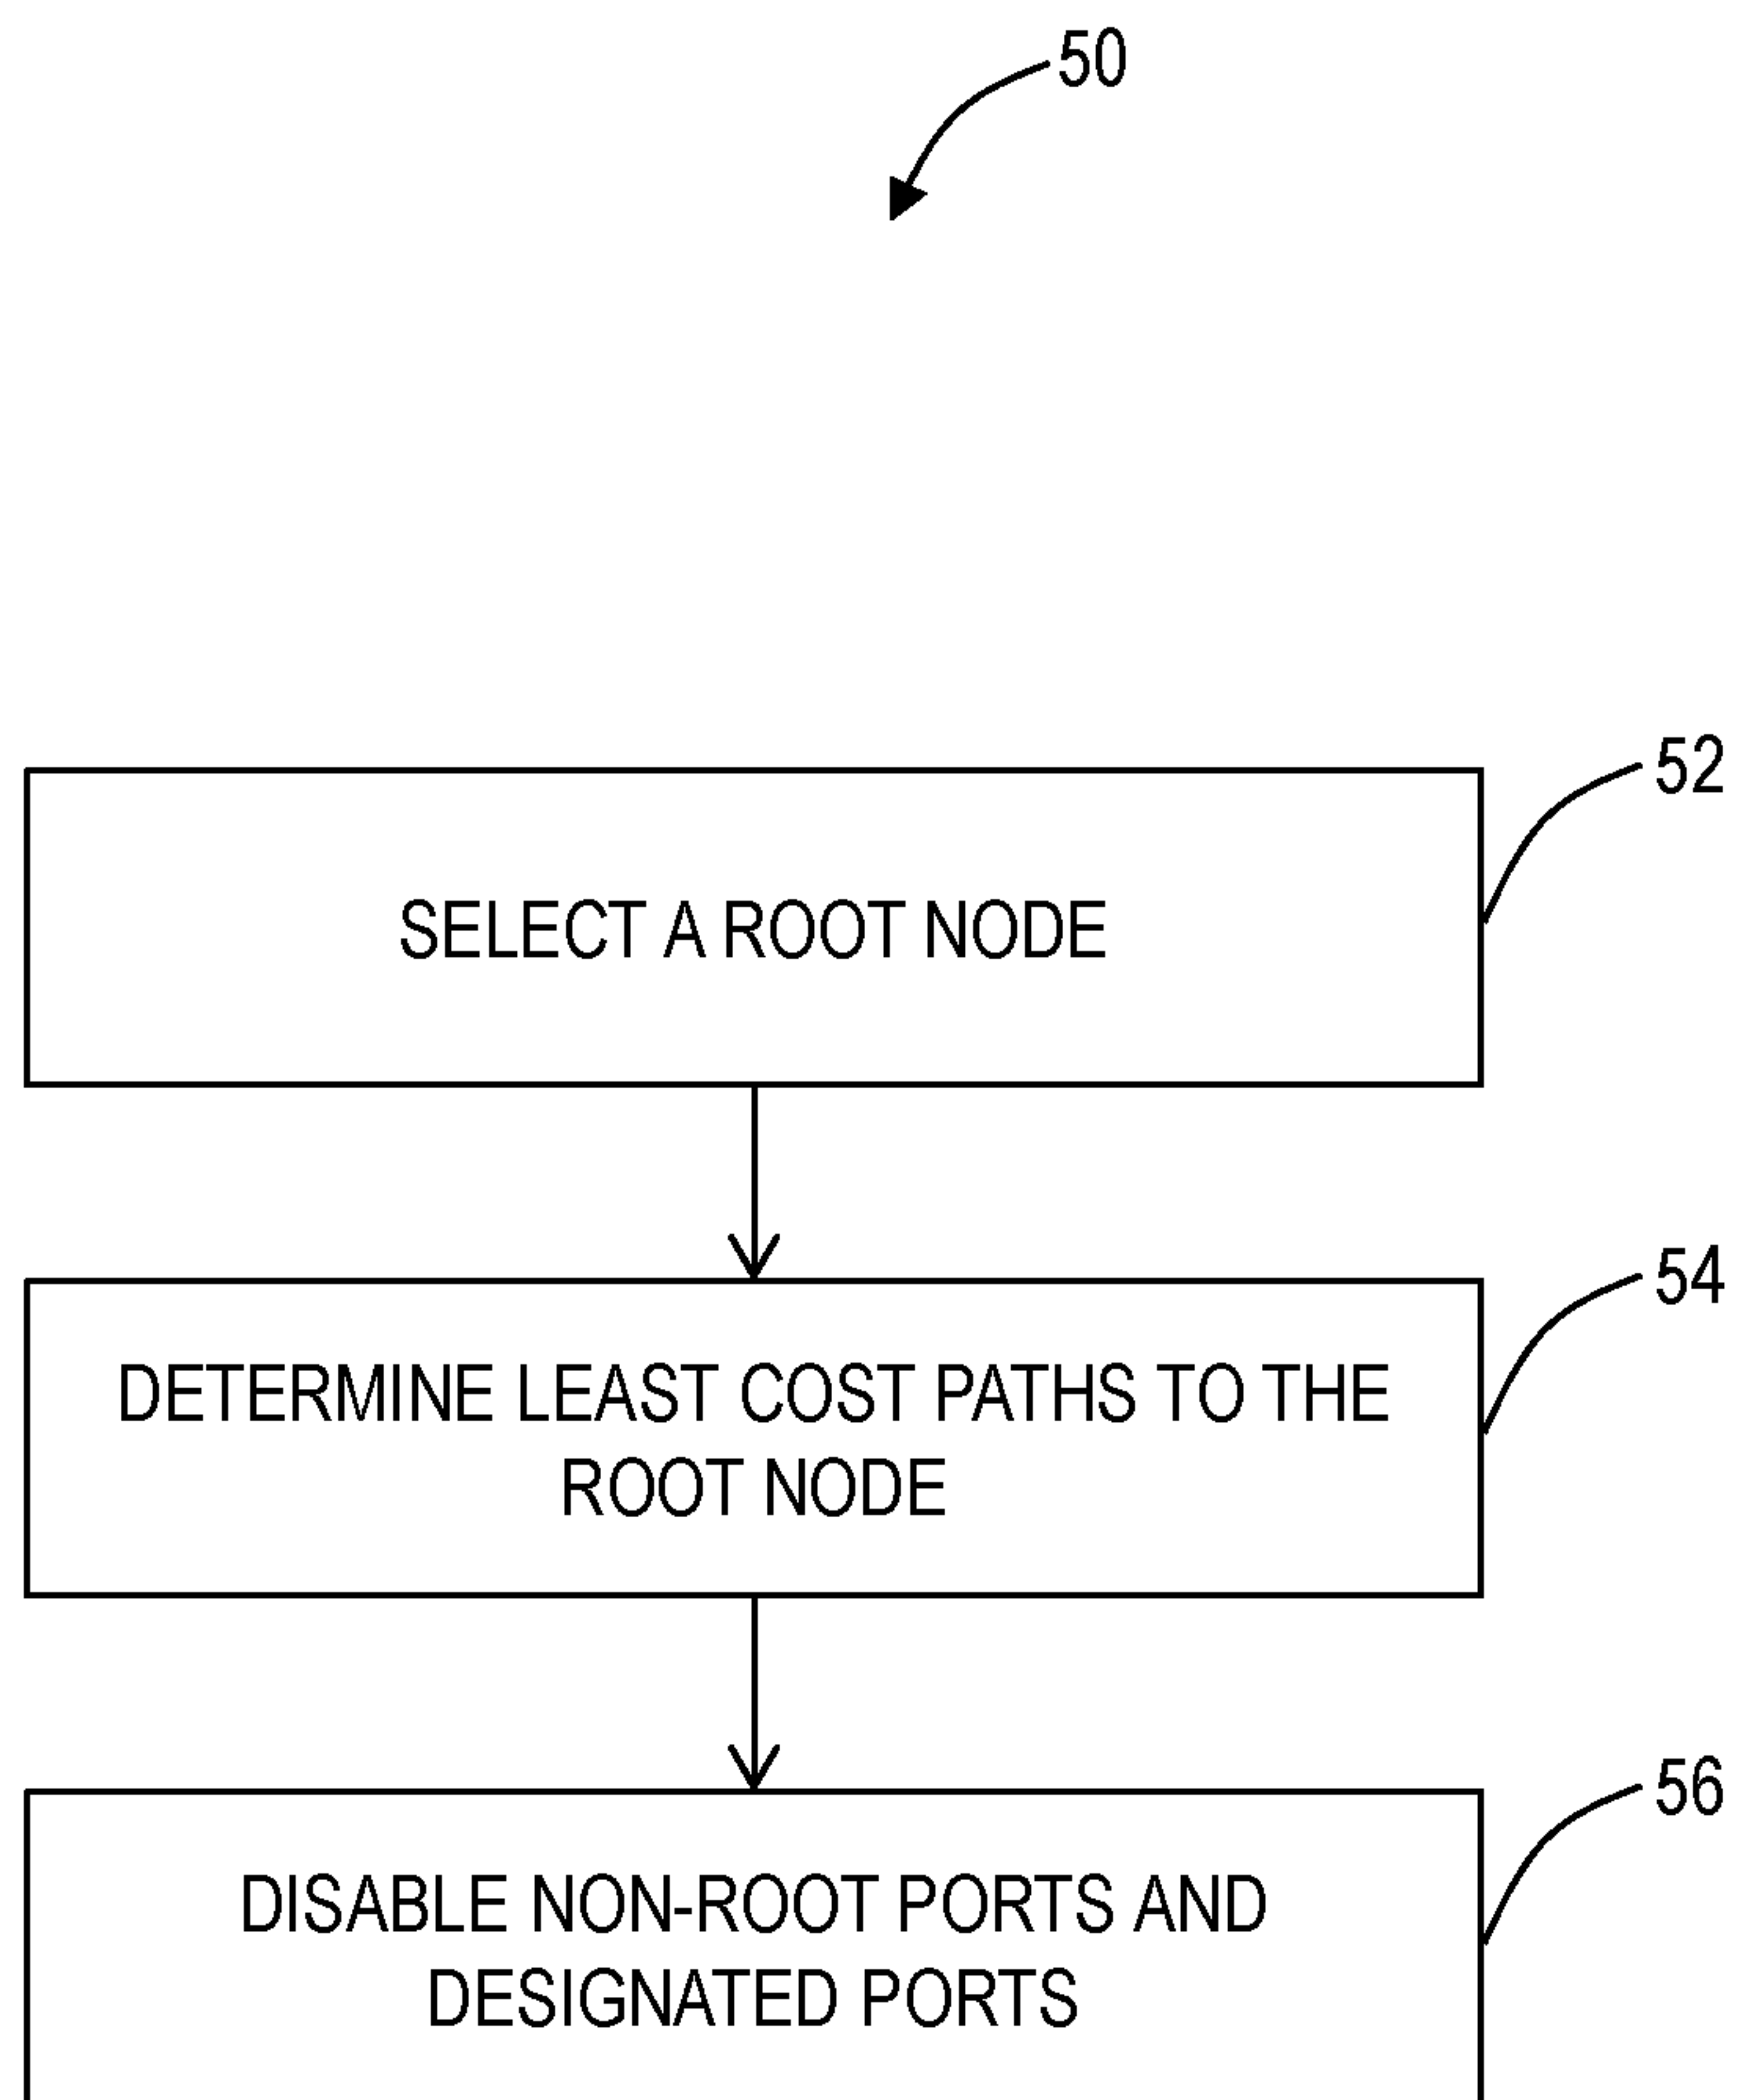 50
52
SELECT A ROOT NODE
54
DETERMINE LEAST COST PATHS TO THE
ROOT NODE
56
DISABLE NON-ROOT PORTS AND
DESIGNATED PORTS